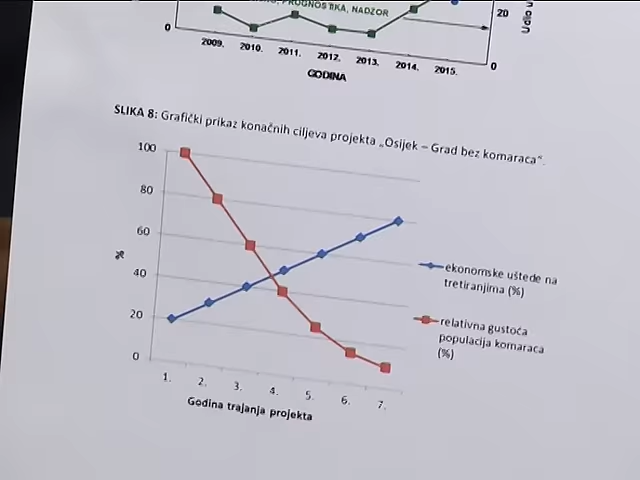 PROGNOSTIKA, NADZOR
0
20
0
2009. 2010. 2011. 2012. 2013. 2014. 2015.
GODINA
SLIKA 8: Grafički prikaz konačnih ciljeva projekta „Osijek – Grad bez komaraca“.
100
80
60
40
20
0
%
1. 2. 3. 4. 5. 6. 7.
Godina trajanja projekta
ekonomske uštede na
tretiranjima (%)
relativna gustoća
populacija komaraca
(%)